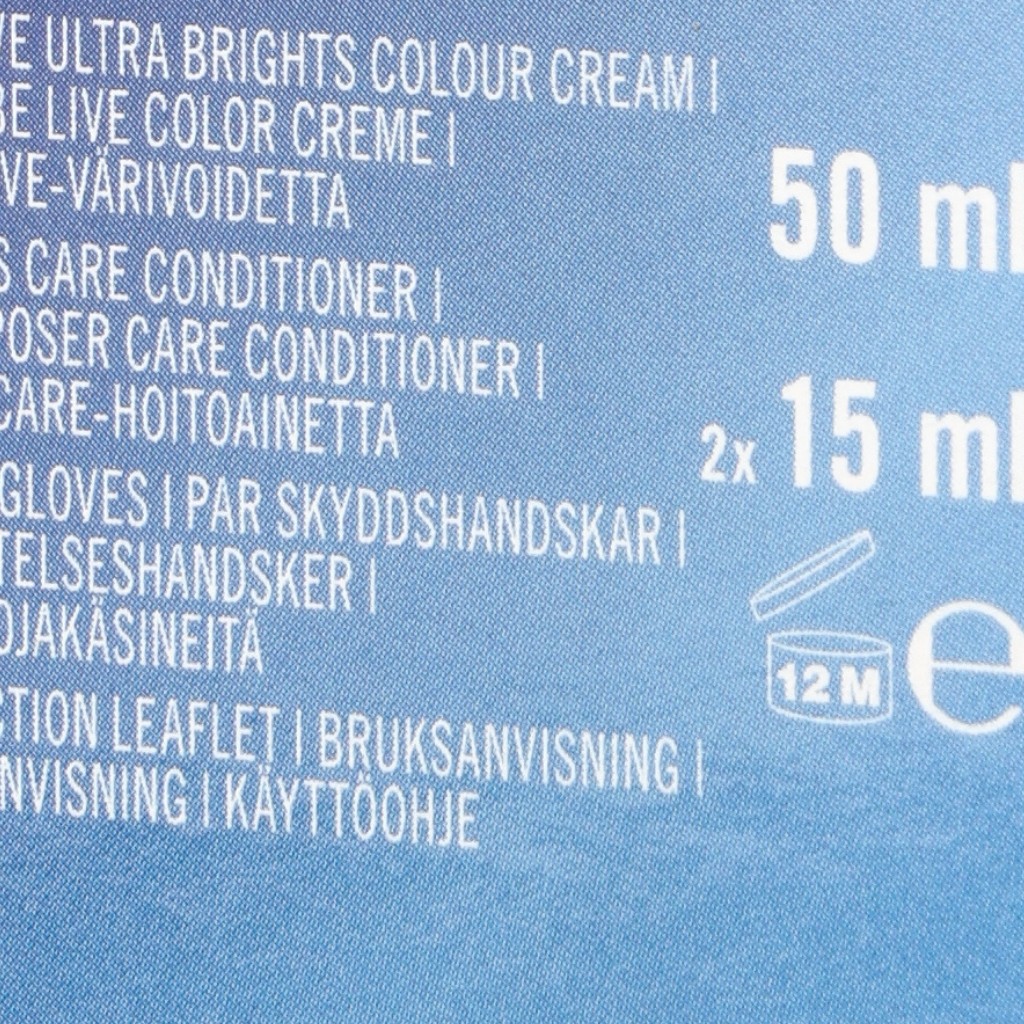 VE ULTRA BRIGHTS COLOUR CREAM |
BE LIVE COLOR CREME |
VE-VÄRIVOIDETTA
50 ml
S CARE CONDITIONER |
POSER CARE CONDITIONER |
CARE-HOITOAINETTA
2x 15 ml
GLOVES | PAR SKYDDSHANDSKAR |
TELSESHANDSKER |
OJAKÄSINEITÄ
12 M e
CTION LEAFLET | BRUKSANVISNING |
NVISNING | KÄYTTÖOHJE